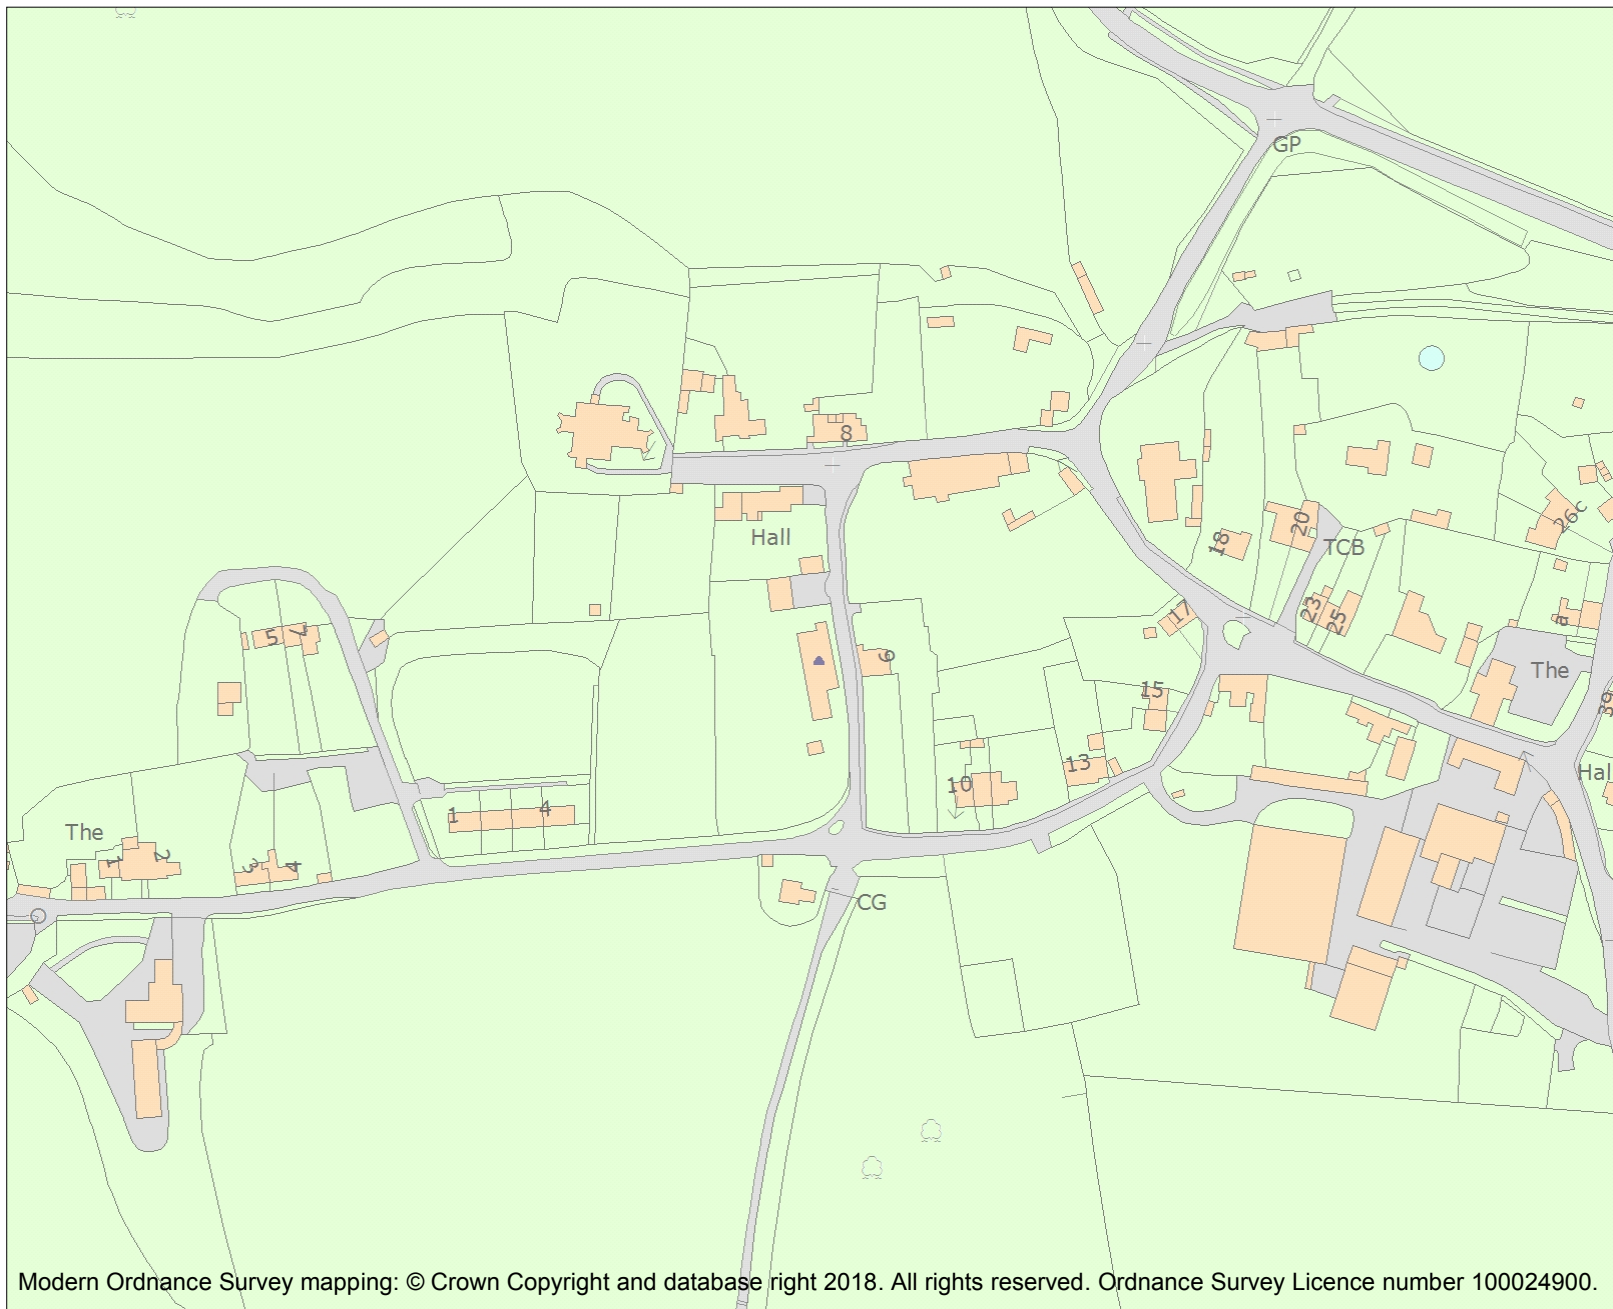 GP
8
Hall
26c
20
18
TCB
23
25
a
17
5
7
9
The
15
39
13
10
Hal
1
4
The
1
2
3
4
CG
Modern Ordnance Survey mapping: © Crown Copyright and database right 2018. All rights reserved. Ordnance Survey Licence number 100024900.